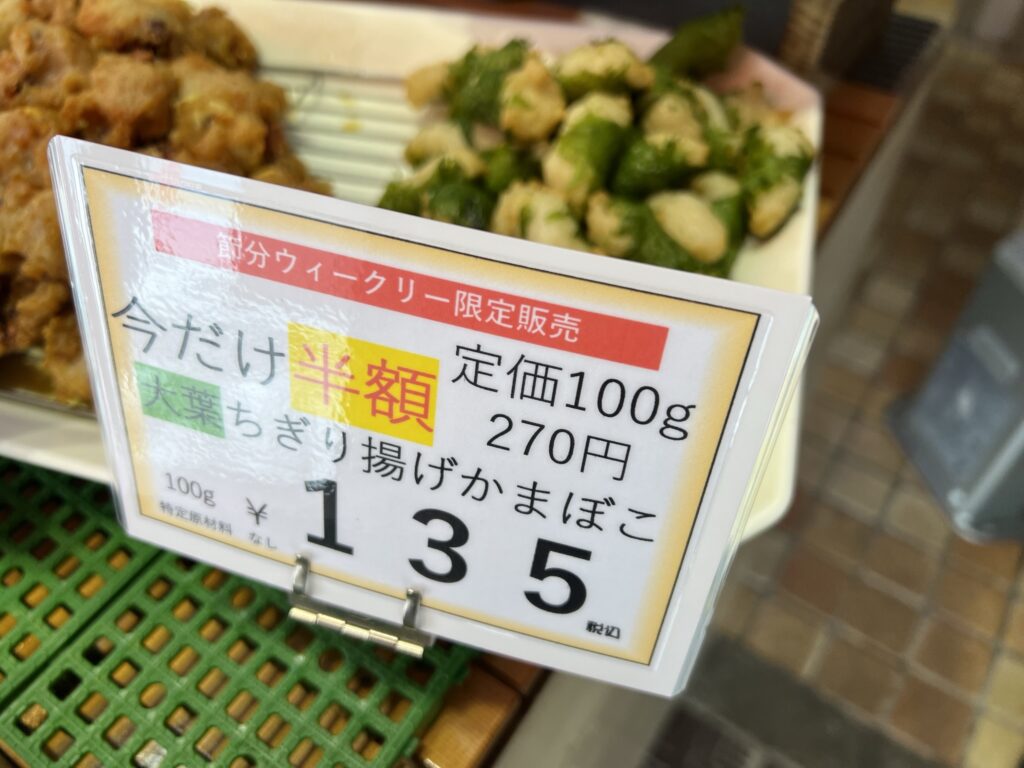 節分ウィークリー限定販売
今だけ半額 定価100g
270円
大葉ちぎり揚げかまぼこ
100g ¥135
特定原材料 なし
税込